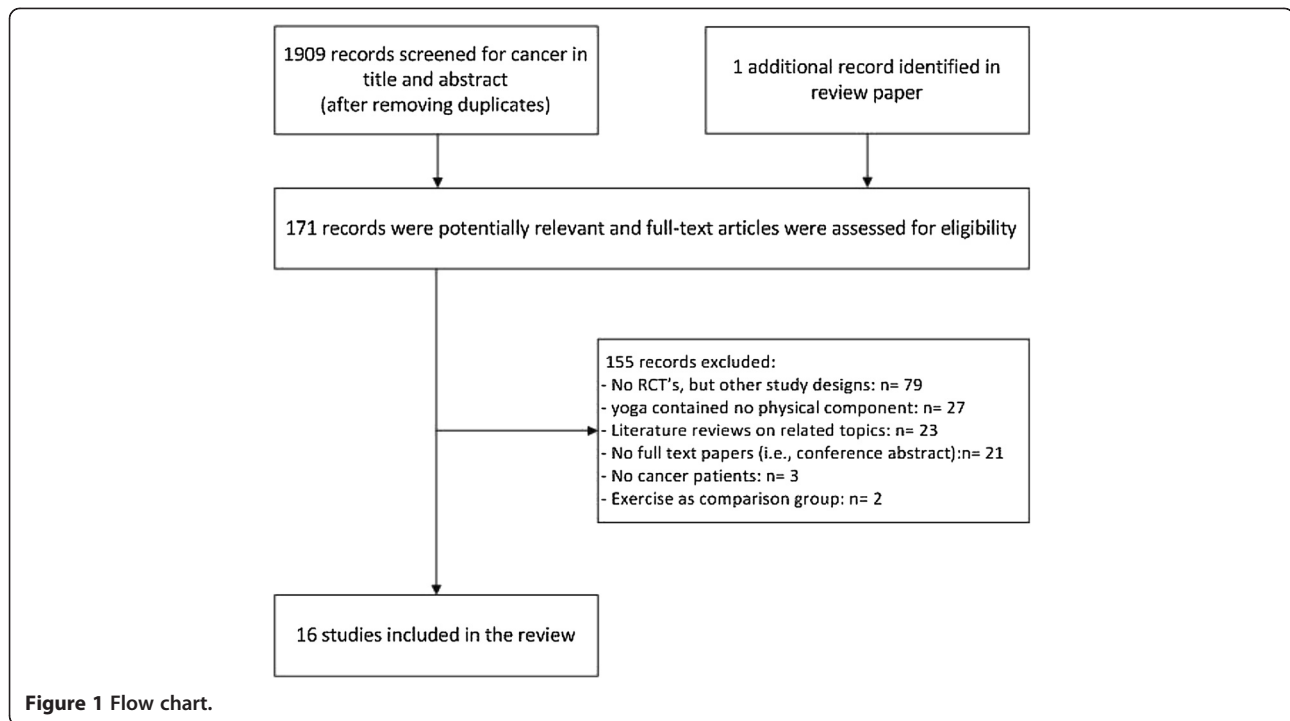 1909 records screened for cancer in
title and abstract
(after removing duplicates)
1 additional record identified in
review paper
171 records were potentially relevant and full-text articles were assessed for eligibility
155 records excluded:
- No RCT's, but other study designs: n= 79
- yoga contained no physical component: n= 27
- Literature reviews on related topics: n= 23
- No full text papers (i.e., conference abstract):n= 21
- No cancer patients: n= 3
- Exercise as comparison group: n= 2
16 studies included in the review
Figure 1 Flow chart.